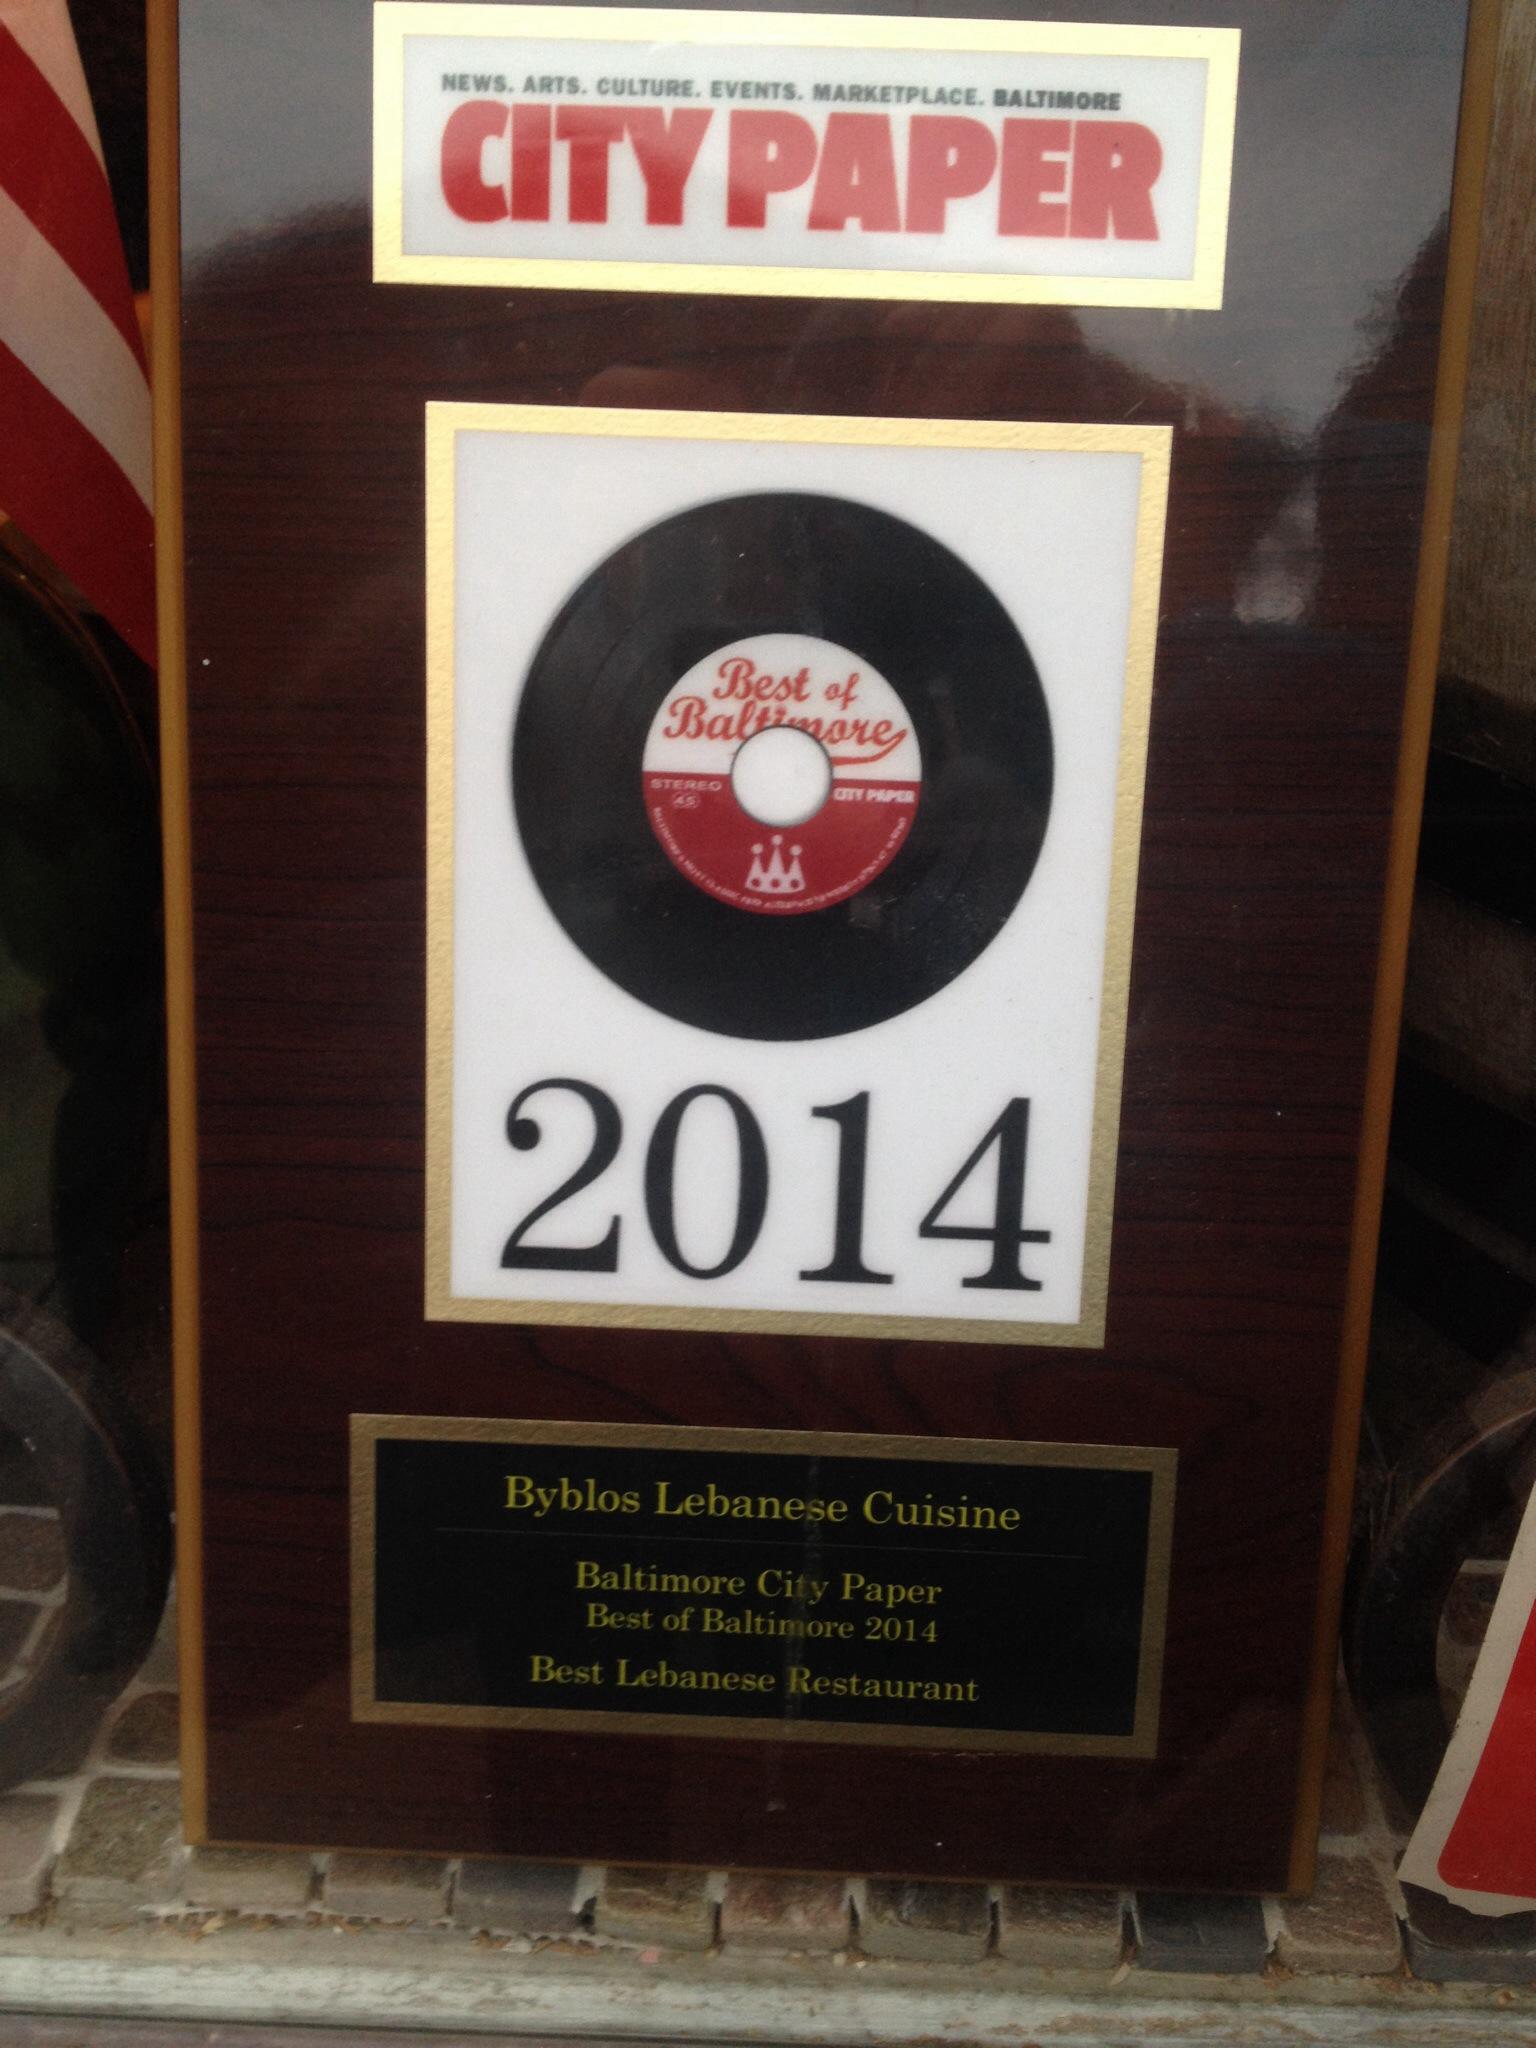 NEWS. ARTS. CULTURE. EVENTS. MARKETPLACE. BALTIMORE
CITY PAPER
Best of
Baltimore
STEREO
45
CITY PAPER
2014
Byblos Lebanese Cuisine
Baltimore City Paper
Best of Baltimore 2014
Best Lebanese Restaurant